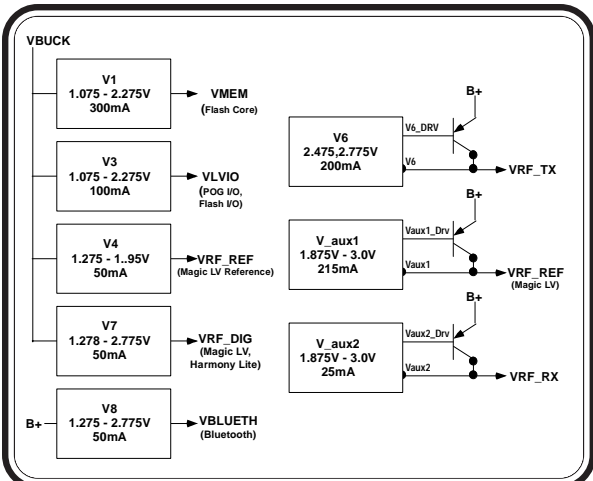 VBUCK
V1
1.075 - 2.275V
300mA
VMEM
(Flash Core)
V3
1.075 - 2.275V
100mA
VLVIO
(POG I/O,
Flash I/O)
V4
1.275 - 1..95V
50mA
VRF_REF
(Magic LV Reference)
V7
1.278 - 2.775V
50mA
VRF_DIG
(Magic LV,
Harmony Lite)
B+
V8
1.275 - 2.775V
50mA
VBLUETH
(Bluetooth)
B+
V6
2.475,2.775V
200mA
V6_DRV
V6
VRF_TX
B+
V_aux1
1.875V - 3.0V
215mA
Vaux1_Drv
Vaux1
VRF_REF
(Magic LV)
B+
V_aux2
1.875V - 3.0V
25mA
Vaux2_Drv
Vaux2
VRF_RX